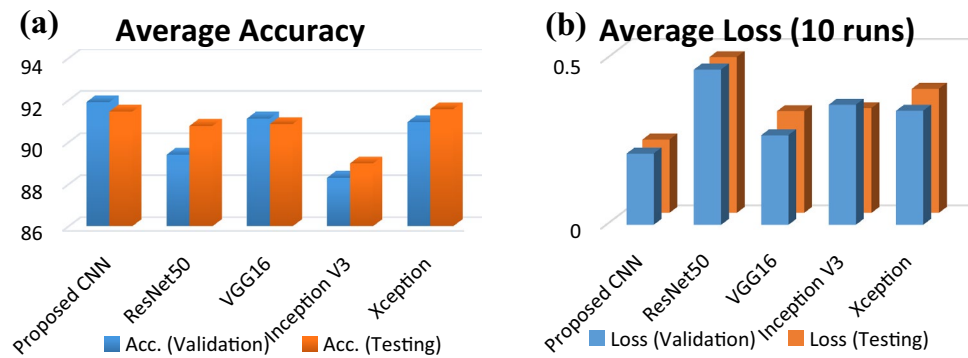 (a)
Average Accuracy
94
92
90
88
86
Proposed CNN
ResNet50
VGG16
Inception V3
Xception
Acc. (Validation)
Acc. (Testing)
(b)
Average Loss (10 runs)
0.5
0
Proposed CNN
ResNet50
VGG16
Inception V3
Xception
Loss (Validation)
Loss (Testing)